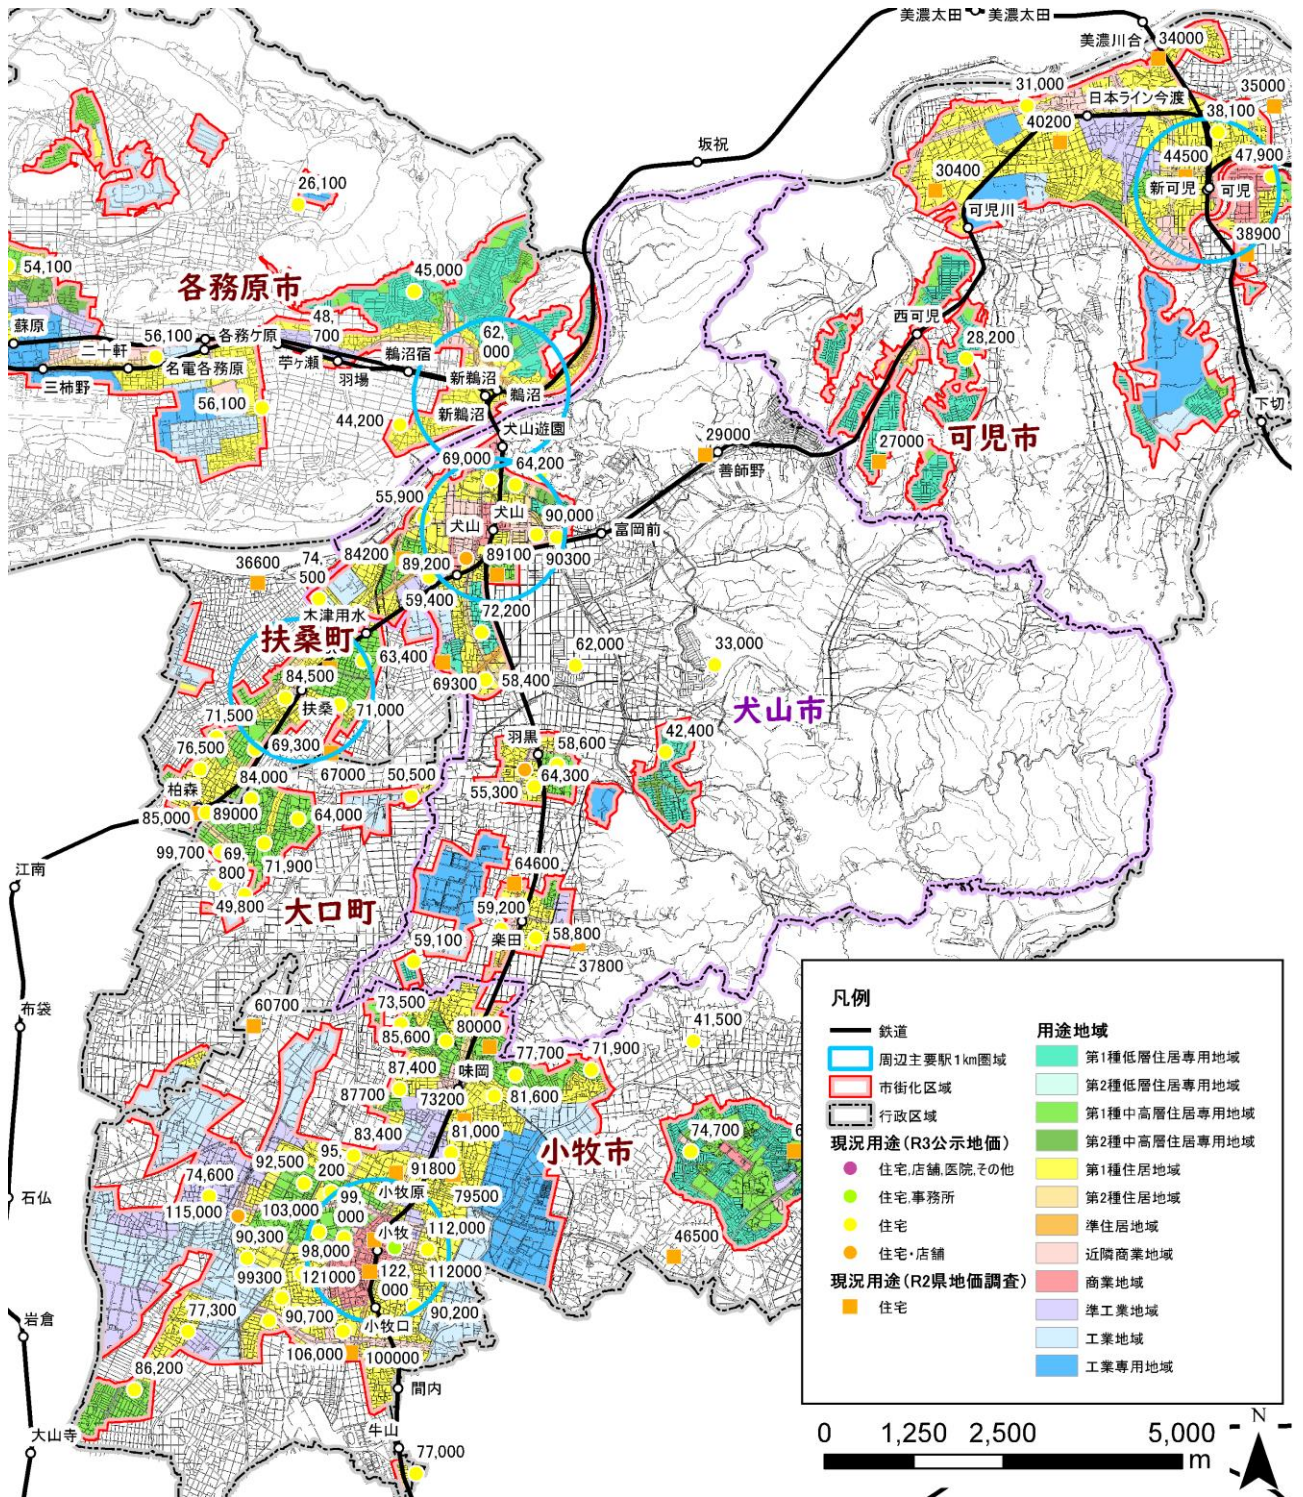 美濃太田
美濃太田
美濃川合
34000
31,000
35000
日本ライン今渡
38,100
40200
坂祝
44500
47,900
30400
新可児
可児
26,100
可児川
38900
54,100
45,000
各務原市
48,
700
西可児
蘇原
56,100
各務ケ原
62,
000
28,200
二十軒
鵜沼宿
苧ヶ瀬
三柿野
名電各務原
羽場
新鵜沼
鵜沼
下切
56,100
44,200
新鵜沼
犬山遊園
29000
27000
可児市
69,000
64,200
善師野
55,900
90,000
犬山
犬山
富岡前
84200
74,
500
36600
89,200
89100
90300
59,400
72,200
木津用水
扶桑町
63,400
62,000
33,000
84,500
69300
58,400
71,500
扶桑
71,000
犬山市
69,300
羽黒
42,400
76,500
58,600
84,000
67000
50,500
64,300
柏森
55,300
85,000
89000
64,000
99,700
69,
800
71,900
64600
江南
49,800
大口町
59,200
59,100
58,800
楽田
37800
凡例
鉄道
周辺主要駅1km圏域
市街化区域
行政区域
現況用途(R3公示地価)
住宅,店舗,医院,その他
住宅,事務所
住宅
住宅・店舗
現況用途(R2県地価調査)
住宅
用途地域
第1種低層住居専用地域
第2種低層住居専用地域
第1種中高層住居専用地域
第2種中高層住居専用地域
第1種住居地域
第2種住居地域
準住居地域
近隣商業地域
商業地域
準工業地域
工業地域
工業専用地域
布袋
60700
73,500
80000
41,500
85,600
77,700
71,900
87,400
味岡
87700
73200
81,600
83,400
81,000
74,700
小牧市
92,500
95,
200
91800
74,600
小牧原
79500
石仏
115,000
103,000
99,
000
112,000
小牧
90,300
98,000
46500
99300
121000
122,
000
112000
77,300
90,700
90,200
岩倉
小牧口
106,000
100000
86,200
間内
牛山
大山寺
77,000
0
1,250
2,500
5,000
m
N